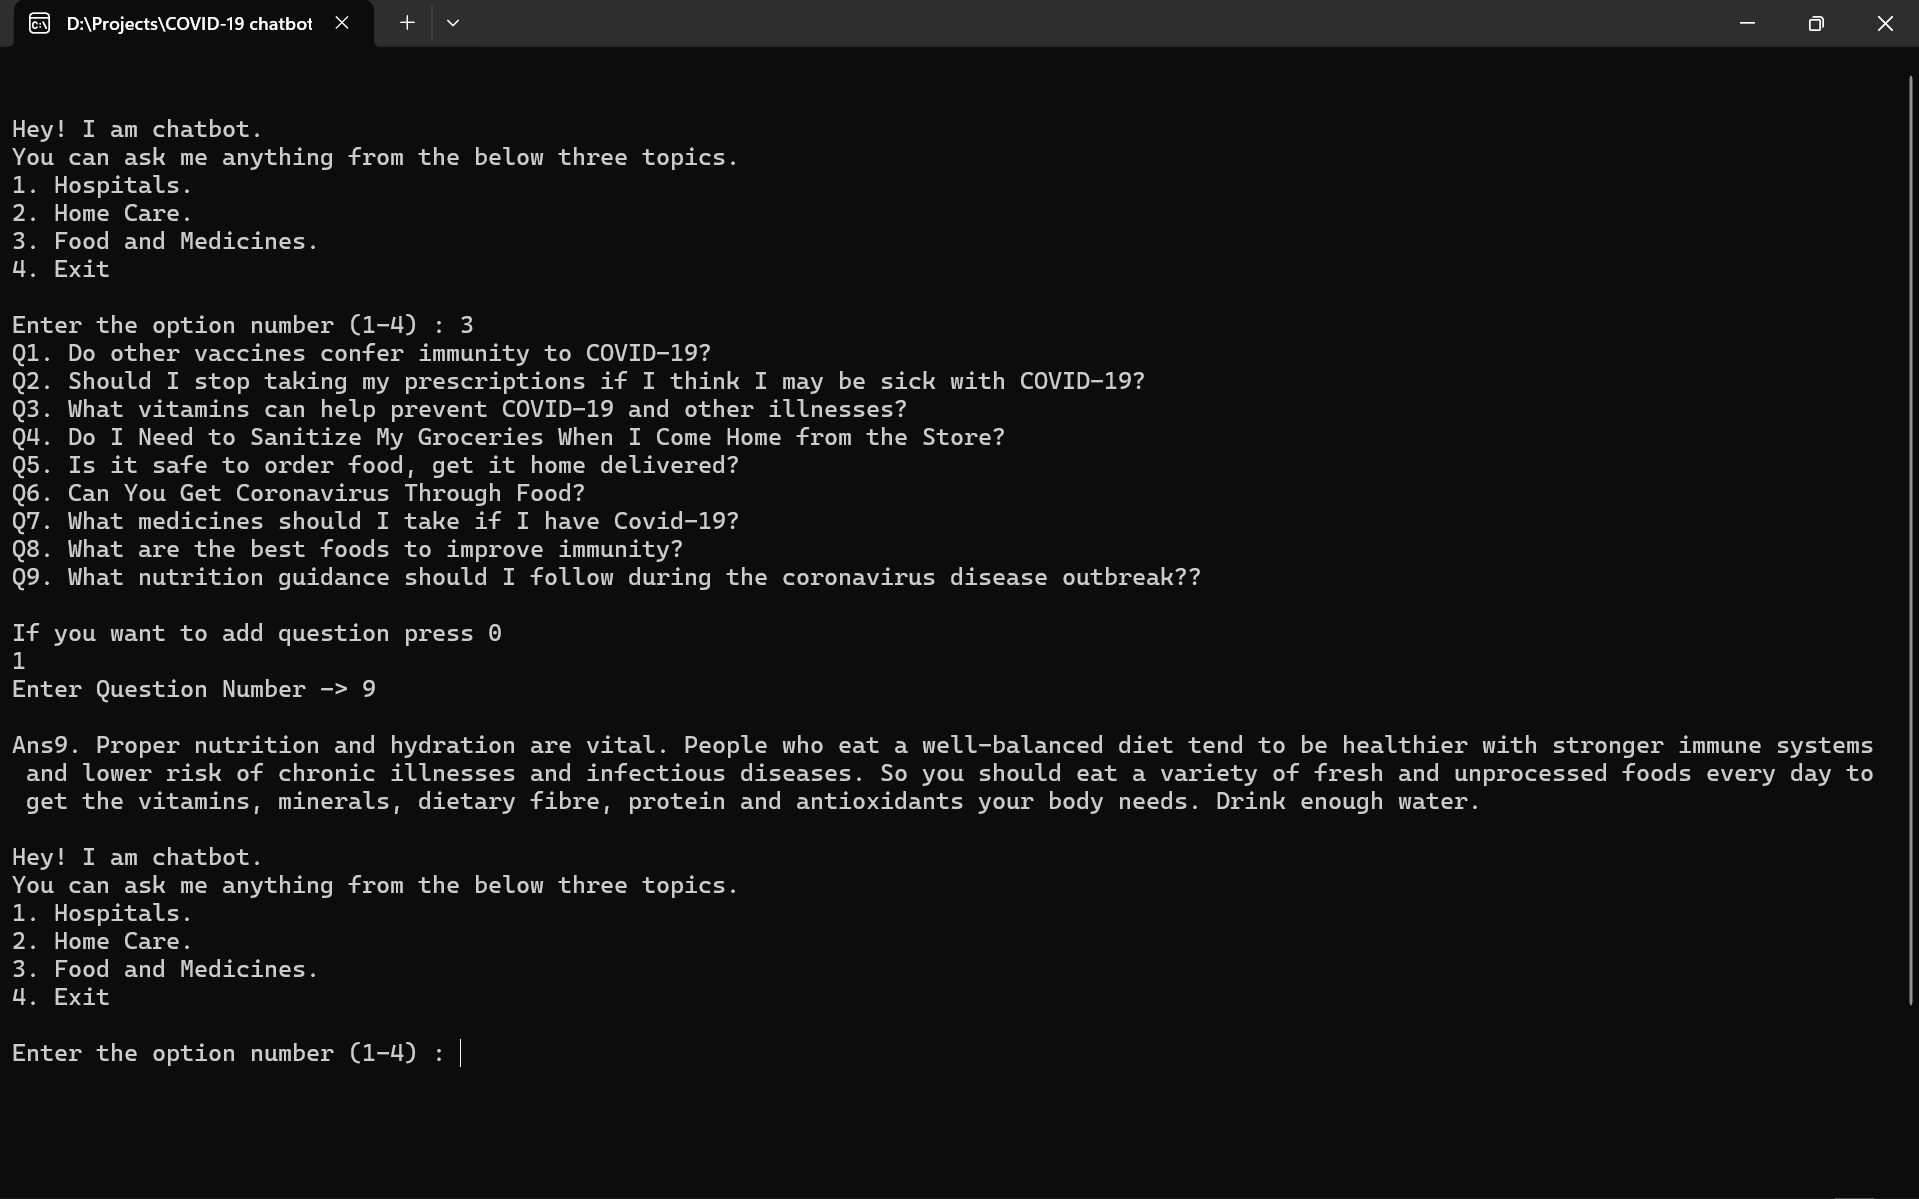 D:\Projects\COVID-19 chatbot
Hey! I am chatbot.
You can ask me anything from the below three topics.
1. Hospitals.
2. Home Care.
3. Food and Medicines.
4. Exit
Enter the option number (1-4) : 3
Q1. Do other vaccines confer immunity to COVID-19?
Q2. Should I stop taking my prescriptions if I think I may be sick with COVID-19?
Q3. What vitamins can help prevent COVID-19 and other illnesses?
Q4. Do I Need to Sanitize My Groceries When I Come Home from the Store?
Q5. Is it safe to order food, get it home delivered?
Q6. Can You Get Coronavirus Through Food?
Q7. What medicines should I take if I have Covid-19?
Q8. What are the best foods to improve immunity?
Q9. What nutrition guidance should I follow during the coronavirus disease outbreak??
If you want to add question press 0
1
Enter Question Number -> 9
Ans9. Proper nutrition and hydration are vital. People who eat a well-balanced diet tend to be healthier with stronger immune systems
and lower risk of chronic illnesses and infectious diseases. So you should eat a variety of fresh and unprocessed foods every day to
get the vitamins, minerals, dietary fibre, protein and antioxidants your body needs. Drink enough water.
Hey! I am chatbot.
You can ask me anything from the below three topics.
1. Hospitals.
2. Home Care.
3. Food and Medicines.
4. Exit
Enter the option number (1-4) :